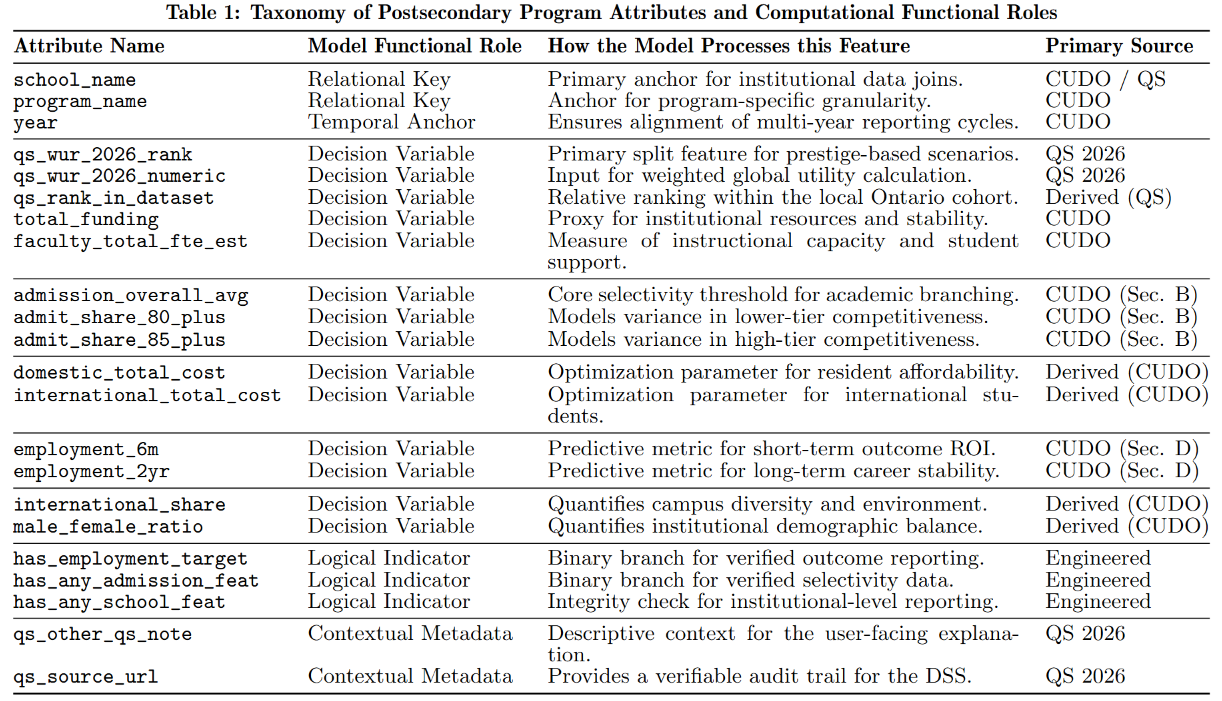 Table 1: Taxonomy of Postsecondary Program Attributes and Computational Functional Roles
Attribute Name Model Functional Role How the Model Processes this Feature Primary Source
school_name Relational Key Primary anchor for institutional data joins. CUDO / QS
program_name Relational Key Anchor for program-specific granularity. CUDO
year Temporal Anchor Ensures alignment of multi-year reporting cycles. CUDO
qs_wur_2026_rank Decision Variable Primary split feature for prestige-based scenarios. QS 2026
qs_wur_2026_numeric Decision Variable Input for weighted global utility calculation. QS 2026
qs_rank_in_dataset Decision Variable Relative ranking within the local Ontario cohort. Derived (QS)
total_funding Decision Variable Proxy for institutional resources and stability. CUDO
faculty_total_fte_est Decision Variable Measure of instructional capacity and student CUDO
support.
admission_overall_avg Decision Variable Core selectivity threshold for academic branching. CUDO (Sec. B)
admit_share_80_plus Decision Variable Models variance in lower-tier competitiveness. CUDO (Sec. B)
admit_share_85_plus Decision Variable Models variance in high-tier competitiveness. CUDO (Sec. B)
domestic_total_cost Decision Variable Optimization parameter for resident affordability. Derived (CUDO)
international_total_cost Decision Variable Optimization parameter for international stu- Derived (CUDO)
dents.
employment_6m Decision Variable Predictive metric for short-term outcome ROI. CUDO (Sec. D)
employment_2yr Decision Variable Predictive metric for long-term career stability. CUDO (Sec. D)
international_share Decision Variable Quantifies campus diversity and environment. Derived (CUDO)
male_female_ratio Decision Variable Quantifies institutional demographic balance. Derived (CUDO)
has_employment_target Logical Indicator Binary branch for verified outcome reporting. Engineered
has_any_admission_feat Logical Indicator Binary branch for verified selectivity data. Engineered
has_any_school_feat Logical Indicator Integrity check for institutional-level reporting. Engineered
qs_other_qs_note Contextual Metadata Descriptive context for the user-facing explana- QS 2026
tion.
qs_source_url Contextual Metadata Provides a verifiable audit trail for the DSS. QS 2026